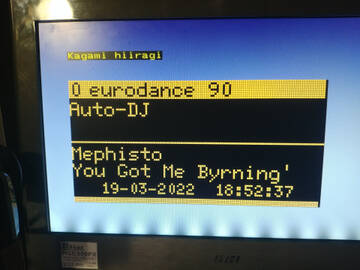 Kagami hiiragi
0 eurodance 90
Auto-DJ
Mephisto
You Got Me Byrning'
19-03-2022 18:52:37